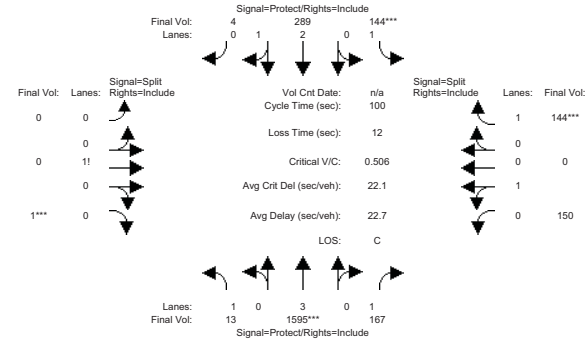 Signal=Protect/Rights=Include
Final Vol: 4 289 144***
Lanes: 0 1 2 0 1
Signal=Split
Final Vol: Lanes: Rights=Include
Vol Cnt Date: n/a
Signal=Split
Rights=Include Lanes: Final Vol:
Cycle Time (sec): 100
0 0
1 144***
Loss Time (sec): 12
0
0
0 1!
Critical V/C: 0.506
0 0
0
Avg Crit Del (sec/veh): 22.1
1
1*** 0
Avg Delay (sec/veh): 22.7
0 150
LOS: C
Lanes: 1 0 3 0 1
Final Vol: 13 1595*** 167
Signal=Protect/Rights=Include